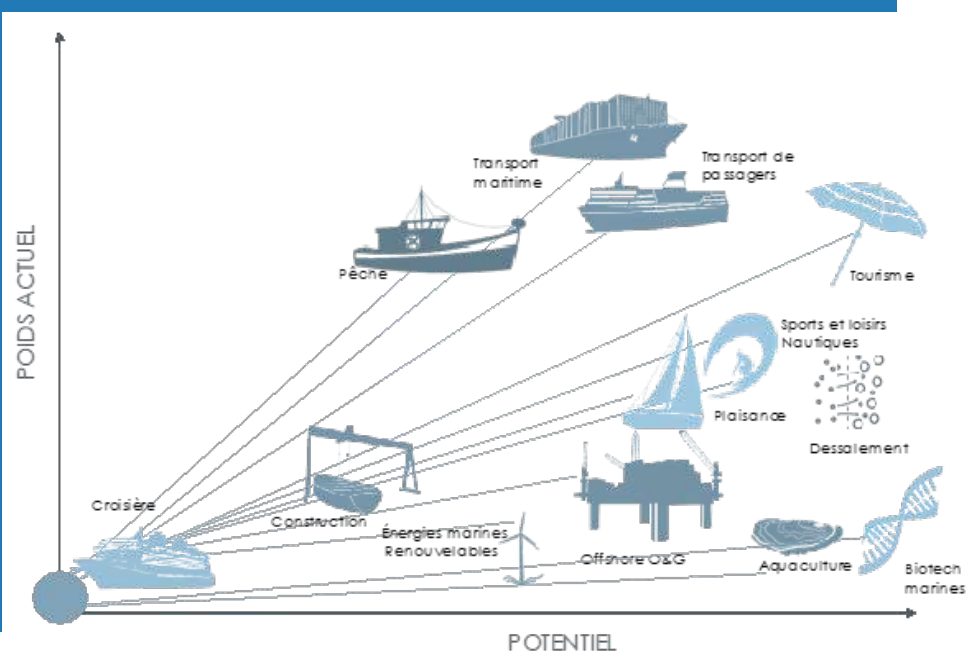 POIDS ACTUEL
Transport
maritime
Transport de
passagers
Pêche
Tourisme
Sports et loisirs
Nautiques
Plaisance
Dessalement
Croisière
Construction
Énergies marines
Renouvelables
Offshore O&G
Aquaculture
Biotech
marines
POTENTIEL